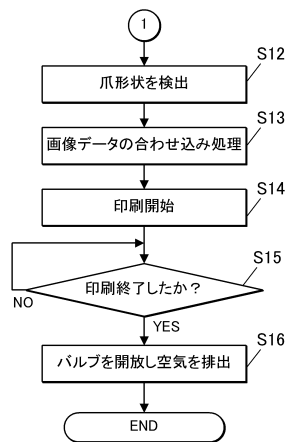 1
S12
爪形状を検出
S13
画像データの合わせ込み処理
S14
印刷開始
S15
印刷終了したか？
NO
YES
S16
バルブを開放し空気を排出
END